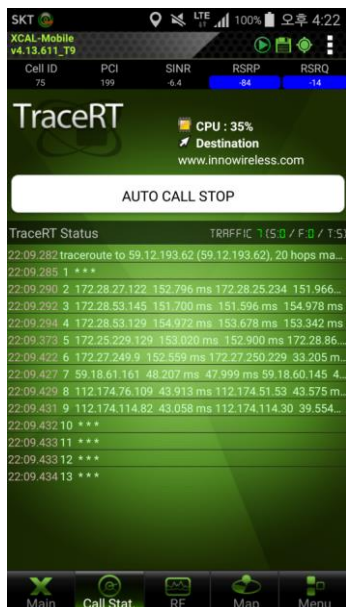 SKT LTE 100% 오후 4:22
XCAL-Mobile
v4.13.611_T9
Cell ID PCI SINR RSRP RSRQ
75 199 -6.4 -84 -14
TraceRT
CPU : 35%
Destination
www.innowireless.com
AUTO CALL STOP
TraceRT Status TRAFFIC 1 (S:0 / F:0 / T:5)
22:09.282 traceroute to 59.12.193.62 (59.12.193.62), 20 hops ma...
22:09.285 1 * * *
22:09.290 2 172.28.27.122 152.796 ms 172.28.25.234 151.966...
22:09.292 3 172.28.53.145 151.700 ms 151.596 ms 154.978 ms
22:09.294 4 172.28.53.129 154.972 ms 153.678 ms 153.342 ms
22:09.373 5 172.25.229.129 153.020 ms 152.900 ms 172.28.86....
22:09.422 6 172.27.249.9 152.559 ms 172.27.250.229 33.205 m...
22:09.427 7 59.18.61.161 48.207 ms 47.999 ms 59.18.60.145 4...
22:09.429 8 112.174.76.109 43.913 ms 112.174.51.53 43.575 m...
22:09.431 9 112.174.114.82 43.058 ms 112.174.114.30 39.554...
22:09.432 10 * * *
22:09.433 11 * * *
22:09.433 12 * * *
22:09.434 13 * * *
Main Call Stat RF Map Menu